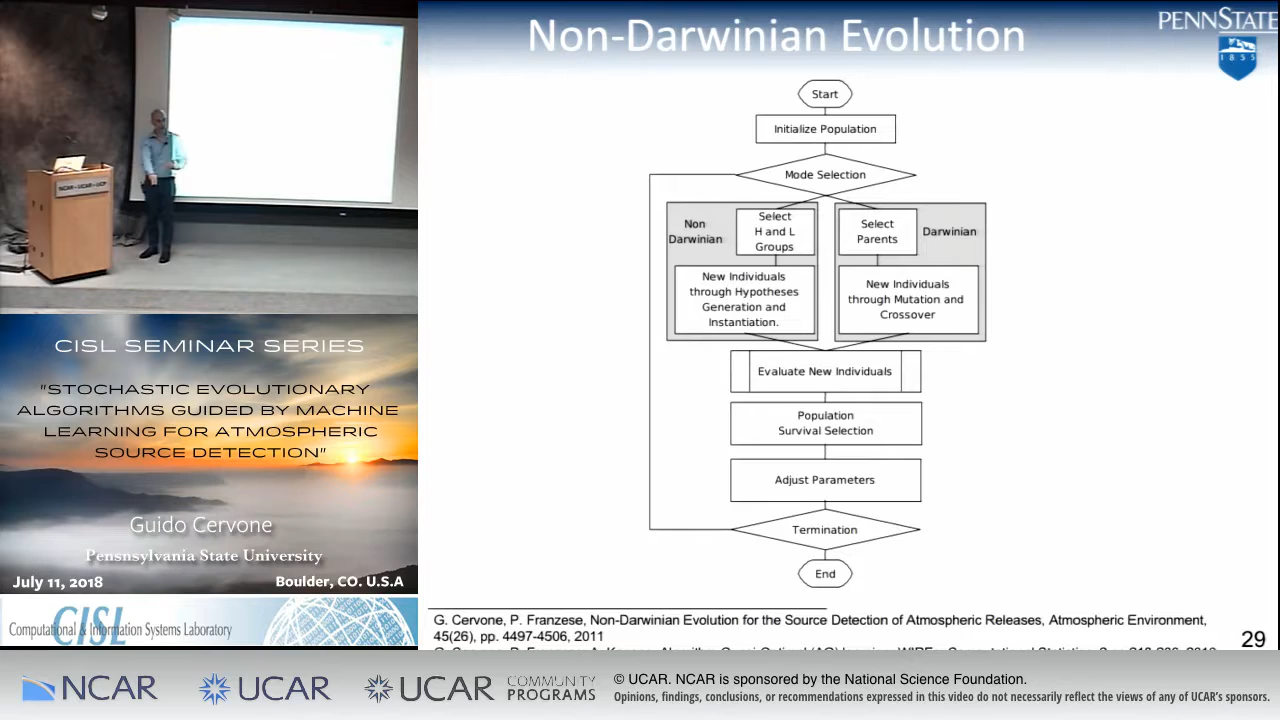 Non-Darwinian Evolution
PENNSTATE
1855
Start
Initialize Population
Mode Selection
Non
Darwinian
Select
H and L
Groups
Select
Parents
Darwinian
New Individuals
through Hypotheses
Generation and
Instantiation.
New Individuals
through Mutation and
Crossover
Evaluate New Individuals
Population
Survival Selection
Adjust Parameters
Termination
End
G. Cervone, P. Franzese, Non-Darwinian Evolution for the Source Detection of Atmospheric Releases, Atmospheric Environment,
45(26), pp. 4497-4506, 2011
29
NCAR-UCAR-UCP
CISL SEMINAR SERIES
"STOCHASTIC EVOLUTIONARY
ALGORITHMS GUIDED BY MACHINE
LEARNING FOR ATMOSPHERIC
SOURCE DETECTION"
Guido Cervone
Pensnsylvania State University
July 11, 2018
Boulder, CO. U.S.A
CISL
Computational & Information Systems Laboratory
NCAR
UCAR
UCAR
COMMUNITY
PROGRAMS
© UCAR. NCAR is sponsored by the National Science Foundation.
Opinions, findings, conclusions, or recommendations expressed in this video do not necessarily reflect the views of any of UCAR's sponsors.